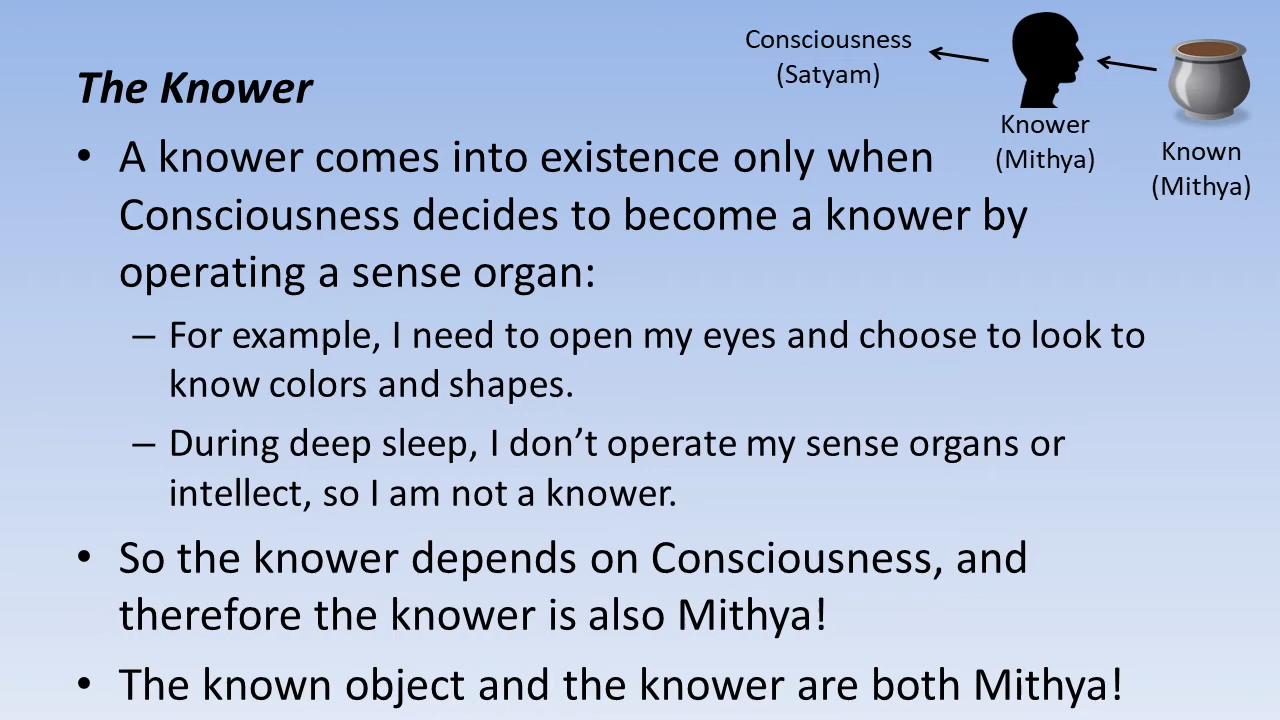 Consciousness
(Satyam)
Knower
(Mithya)
Known
(Mithya)
The Knower
• A knower comes into existence only when
Consciousness decides to become a knower by
operating a sense organ:
– For example, I need to open my eyes and choose to look to
know colors and shapes.
– During deep sleep, I don’t operate my sense organs or
intellect, so I am not a knower.
• So the knower depends on Consciousness, and
therefore the knower is also Mithya!
• The known object and the knower are both Mithya!